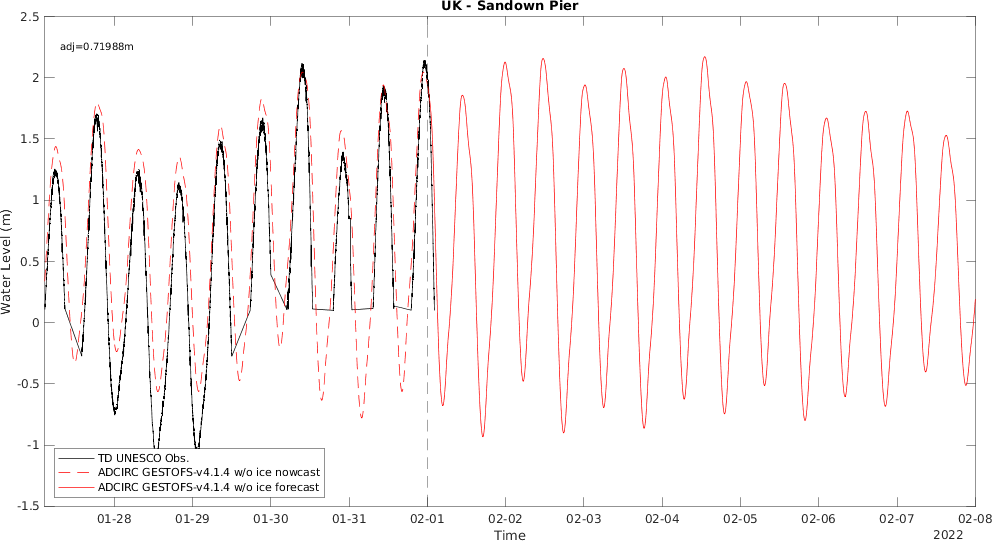 UK - Sandown Pier
adj=0.71988m
2.5
2
1.5
1
0.5
0
-0.5
-1
-1.5
Water Level (m)
TD UNESCO Obs.
ADCIRC GESTOFS-v4.1.4 w/o ice nowcast
ADCIRC GESTOFS-v4.1.4 w/o ice forecast
01-28 01-29 01-30 01-31 02-01 02-02 02-03 02-04 02-05 02-06 02-07 02-08
Time
2022